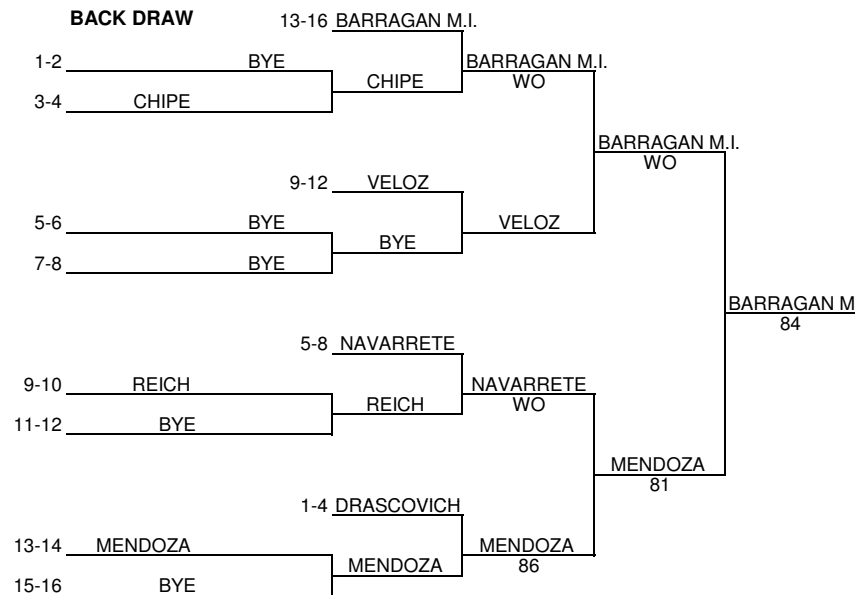 BACK DRAW
13-16 BARRAGAN M.I.
1-2 BYE BARRAGAN M.I.
CHIPE WO
3-4 CHIPE
BARRAGAN M.I.
WO
9-12 VELOZ
5-6 BYE VELOZ
BYE
7-8 BYE
BARRAGAN M
84
5-8 NAVARRETE
9-10 REICH NAVARRETE
REICH WO
11-12 BYE
MENDOZA
81
1-4 DRASCOVICH
13-14 MENDOZA MENDOZA
MENDOZA 86
15-16 BYE